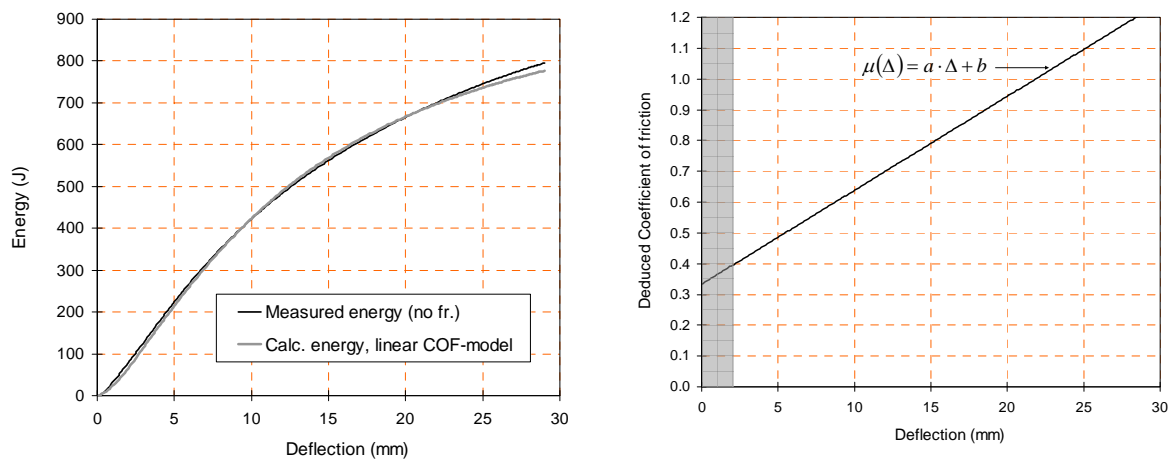 900
800
700
600
500
400
300
200
100
0
Energy (J)
Measured energy (no fr.)
Calc. energy, linear COF-model
0 5 10 15 20 25 30
Deflection (mm)
1.2
1.1
1.0
0.9
0.8
0.7
0.6
0.5
0.4
0.3
0.2
0.1
0.0
Deduced Coefficient of friction
μ(Δ) = a·Δ + b
0 5 10 15 20 25 30
Deflection (mm)